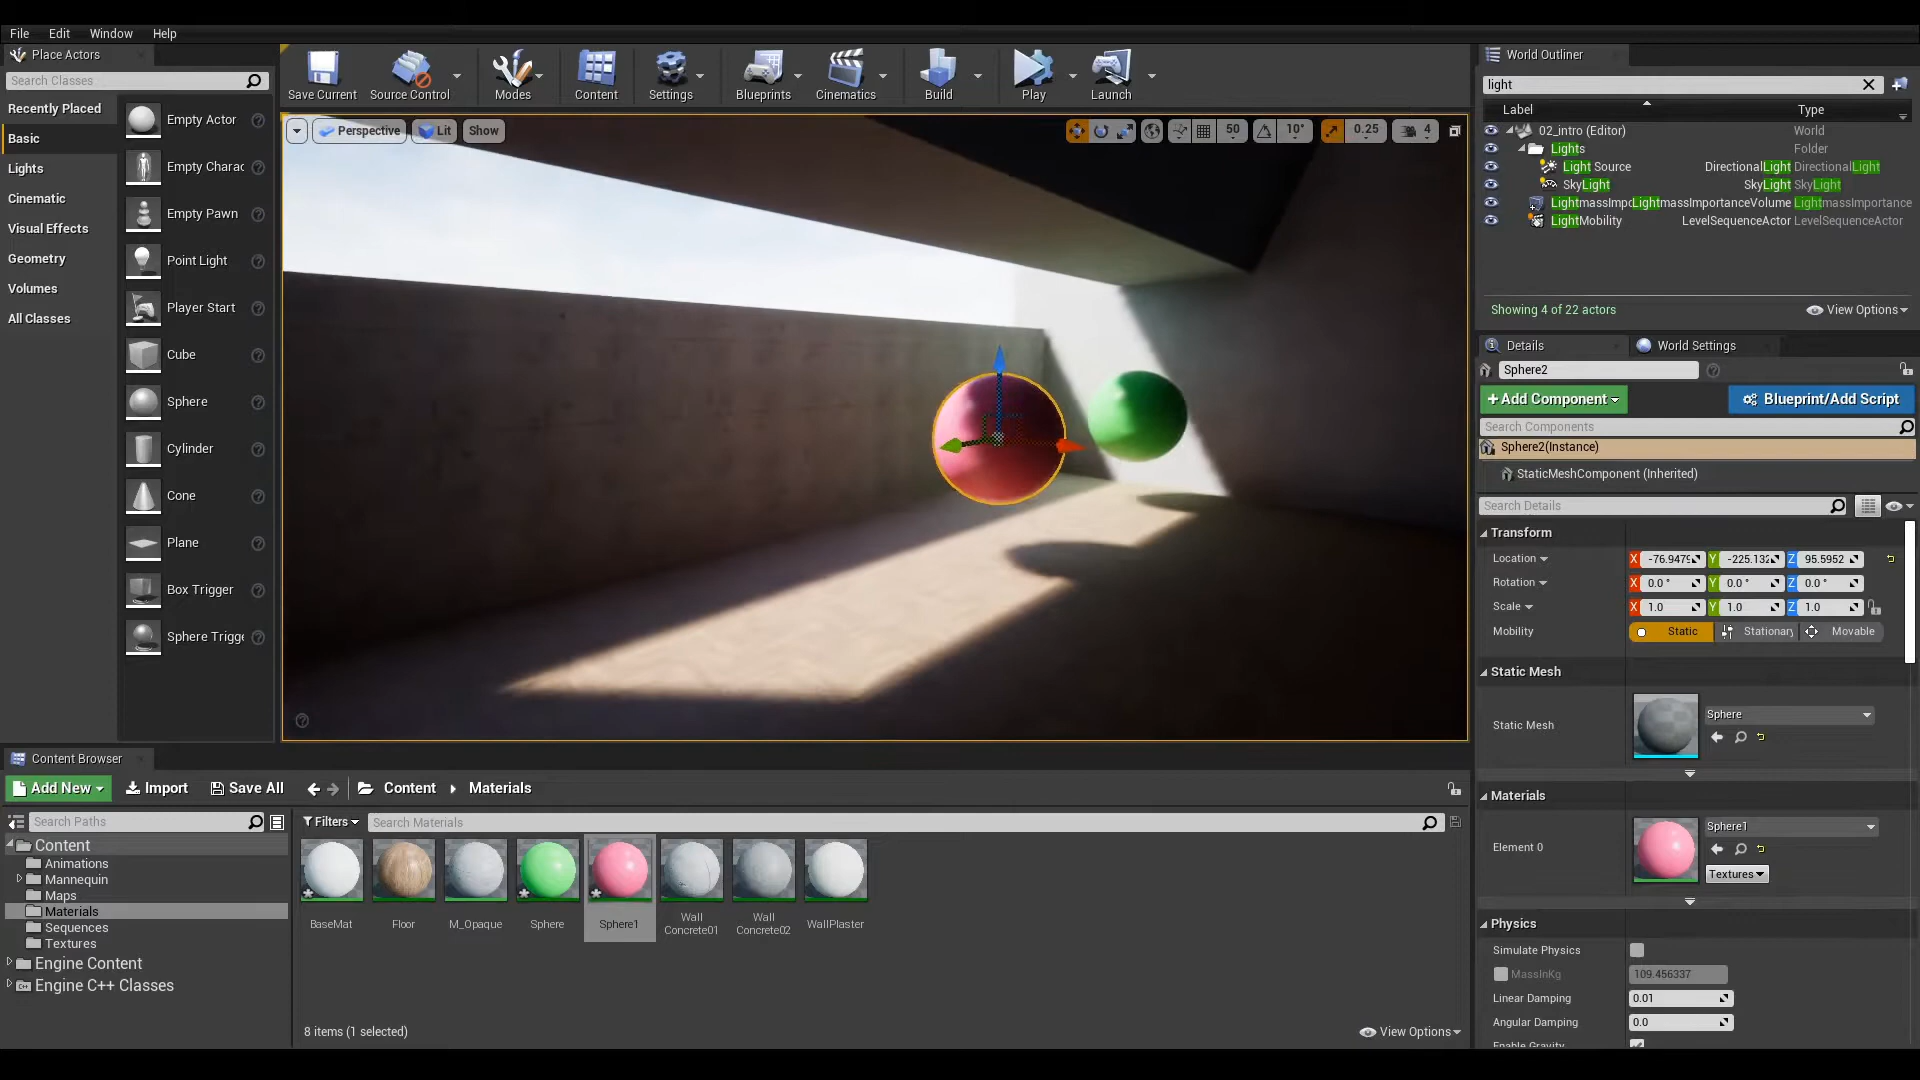 File Edit Window Help
Place Actors
Search Classes
Recently Placed
Basic
Lights
Cinematic
Visual Effects
Geometry
Volumes
All Classes
Empty Actor
Empty Charac
Empty Pawn
Point Light
Player Start
Cube
Sphere
Cylinder
Cone
Plane
Box Trigger
Sphere Trigge
Save Current Source Control Modes Content Settings Blueprints Cinematics Build Play Launch
Perspective Lit Show
50 10° 0.25 4
World Outliner
light
Label Type
02_intro (Editor) World
Lights Folder
Light Source DirectionalLight DirectionalLight
SkyLight SkyLight SkyLight
LightmassImpo LightmassImportanceVolume LightmassImportance
LightMobility LevelSequenceActor LevelSequenceActor
Showing 4 of 22 actors View Options
Details World Settings
Sphere2
+Add Component Blueprint/Add Script
Search Components
Sphere2(Instance)
StaticMeshComponent (Inherited)
Search Details
Transform
Location X -76.9479 Y -225.132 Z 95.5952
Rotation X 0.0 ° Y 0.0 ° Z 0.0 °
Scale X 1.0 Y 1.0 Z 1.0
Mobility Static Stationary Movable
Static Mesh
Static Mesh Sphere
Materials
Element 0 Sphere1
Textures
Physics
Simulate Physics
MassInKg 109.456337
Linear Damping 0.01
Angular Damping 0.0
Enable Gravity
Content Browser
Add New Import Save All Content Materials
Search Paths
Filters Search Materials
Content
Animations
Mannequin
Maps
Materials
Sequences
Textures
Engine Content
Engine C++ Classes
BaseMat Floor M_Opaque Sphere Sphere1 Wall Concrete01 Wall Concrete02 WallPlaster
8 items (1 selected) View Options